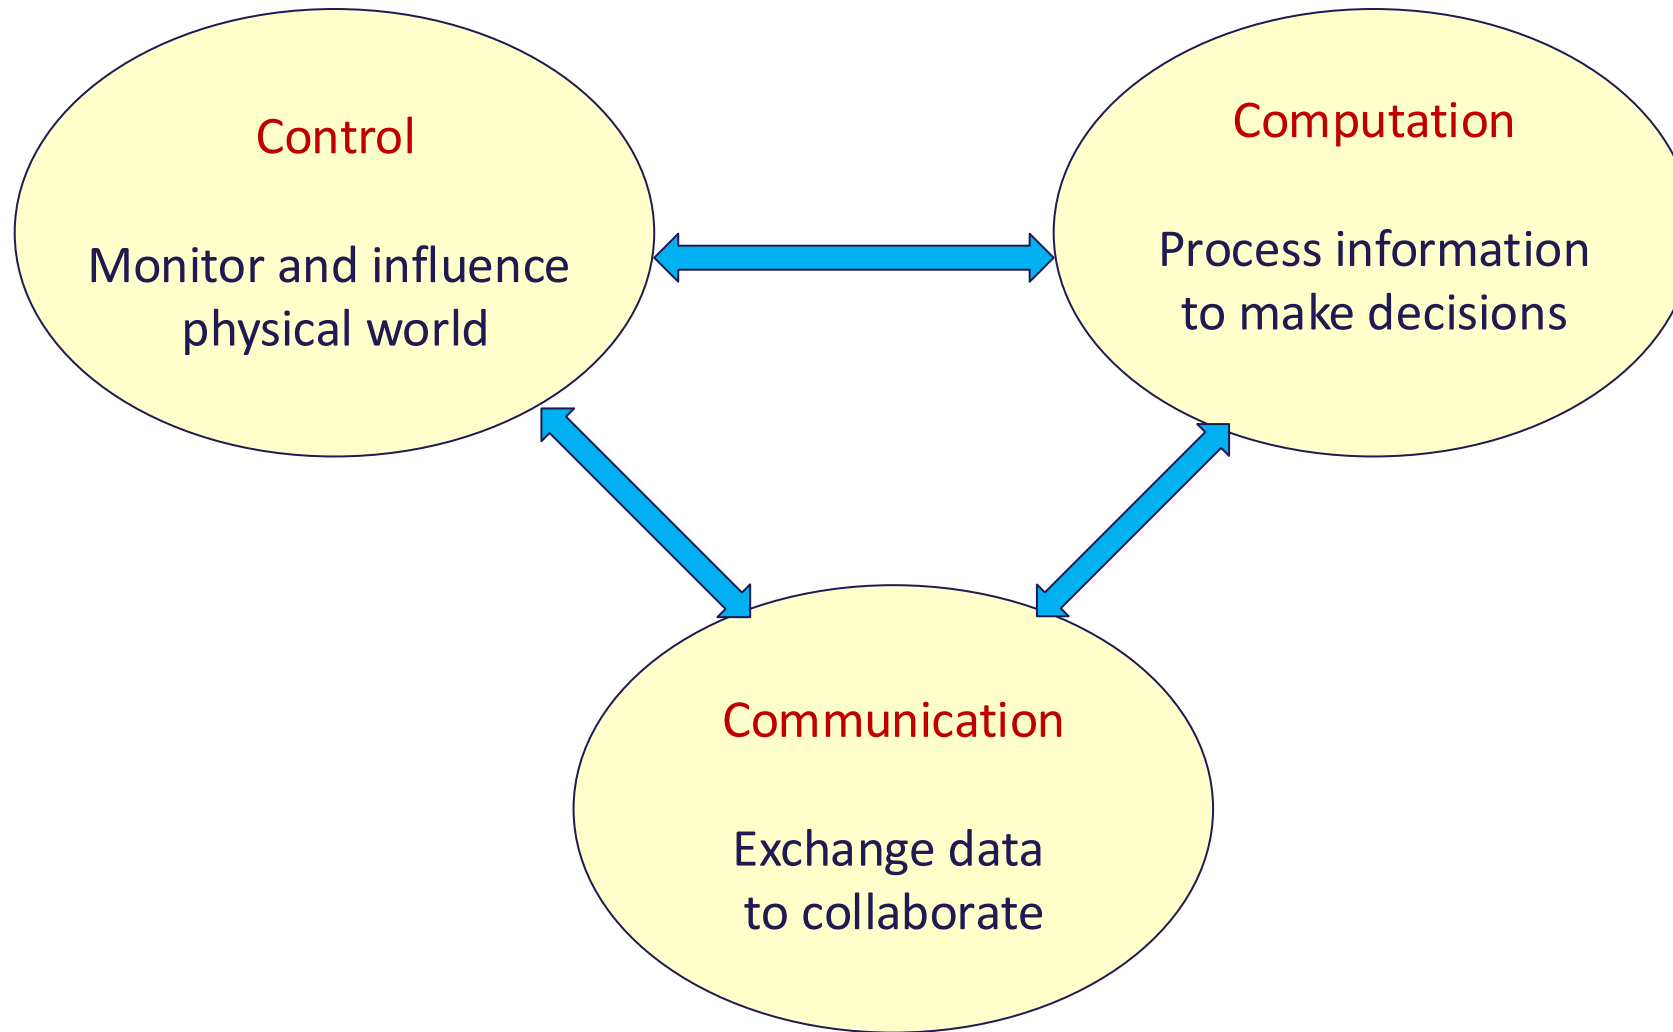 Control
Monitor and influence
physical world
Computation
Process information
to make decisions
Communication
Exchange data
to collaborate